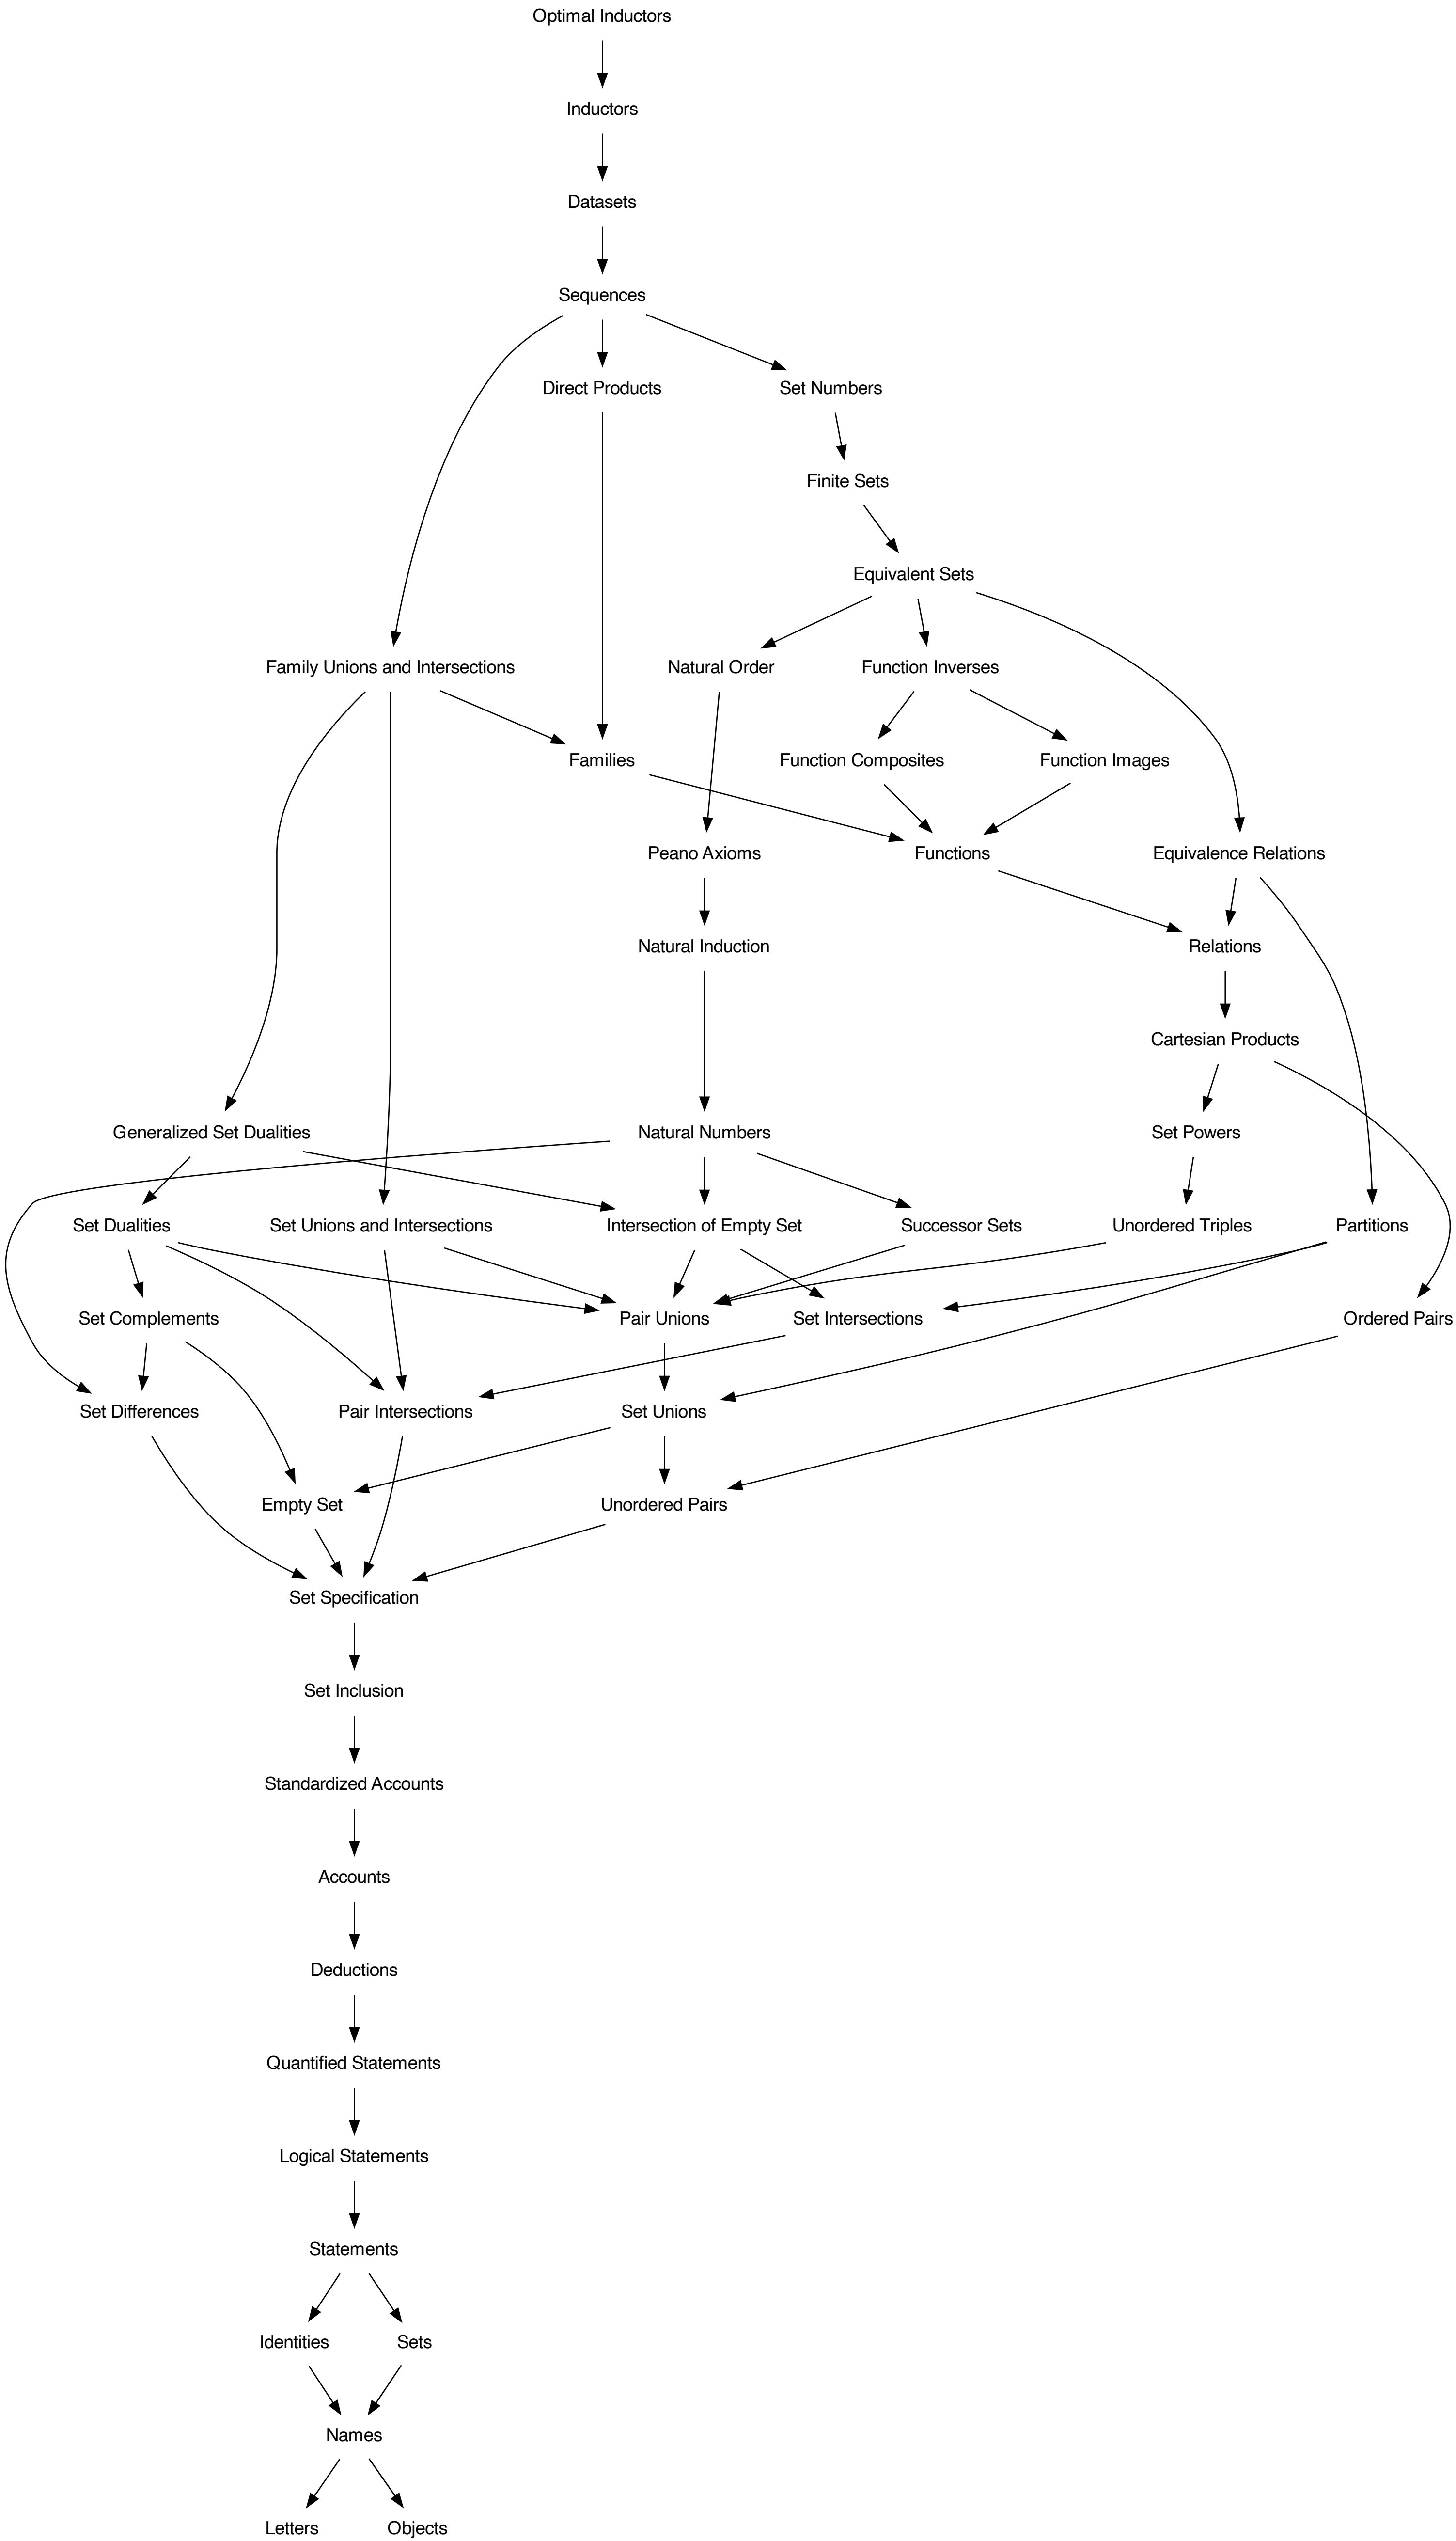 Optimal Inductors
Inductors
Datasets
Sequences
Direct Products
Set Numbers
Finite Sets
Equivalent Sets
Family Unions and Intersections
Natural Order
Function Inverses
Families
Function Composites
Function Images
Peano Axioms
Functions
Equivalence Relations
Natural Induction
Relations
Cartesian Products
Generalized Set Dualities
Natural Numbers
Set Powers
Set Dualities
Set Unions and Intersections
Intersection of Empty Set
Successor Sets
Unordered Triples
Partitions
Set Complements
Pair Unions
Set Intersections
Ordered Pairs
Set Differences
Pair Intersections
Set Unions
Empty Set
Unordered Pairs
Set Specification
Set Inclusion
Standardized Accounts
Accounts
Deductions
Quantified Statements
Logical Statements
Statements
Identities
Sets
Names
Letters
Objects